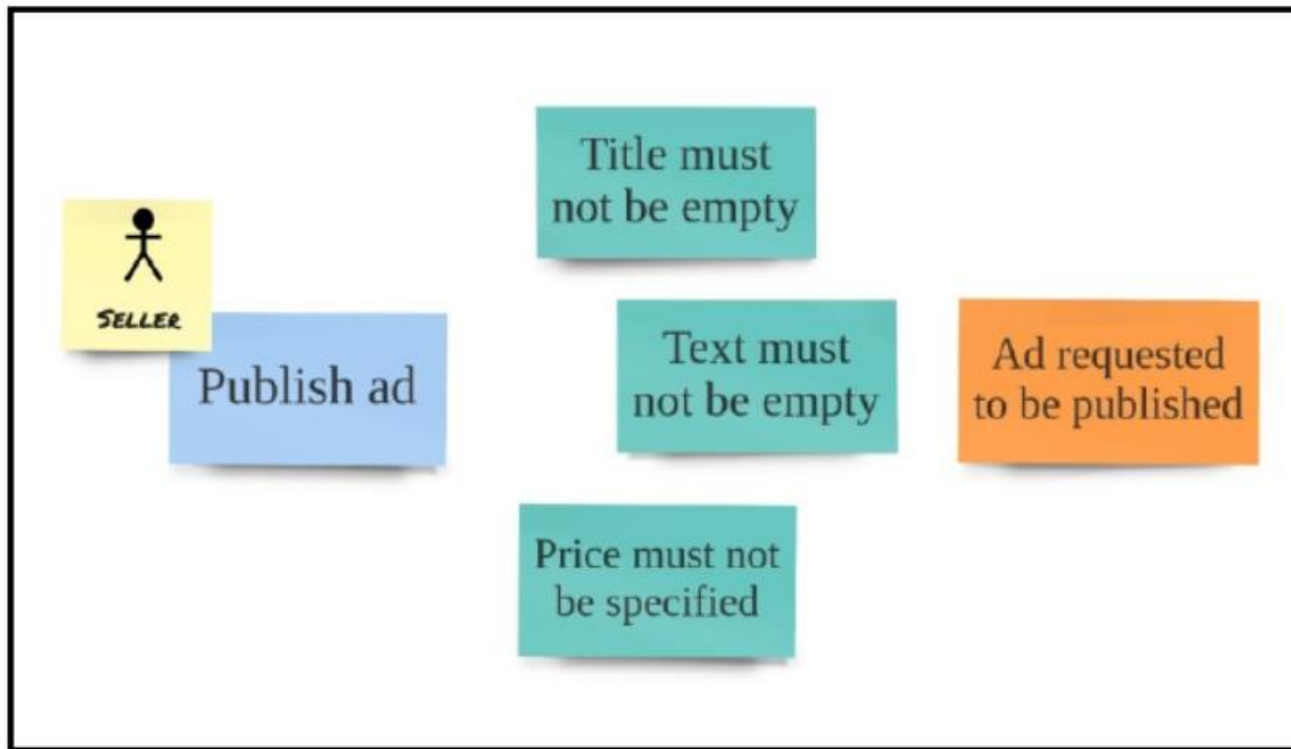 SELLER
Publish ad
Title must
not be empty
Text must
not be empty
Price must not
be specified
Ad requested
to be published